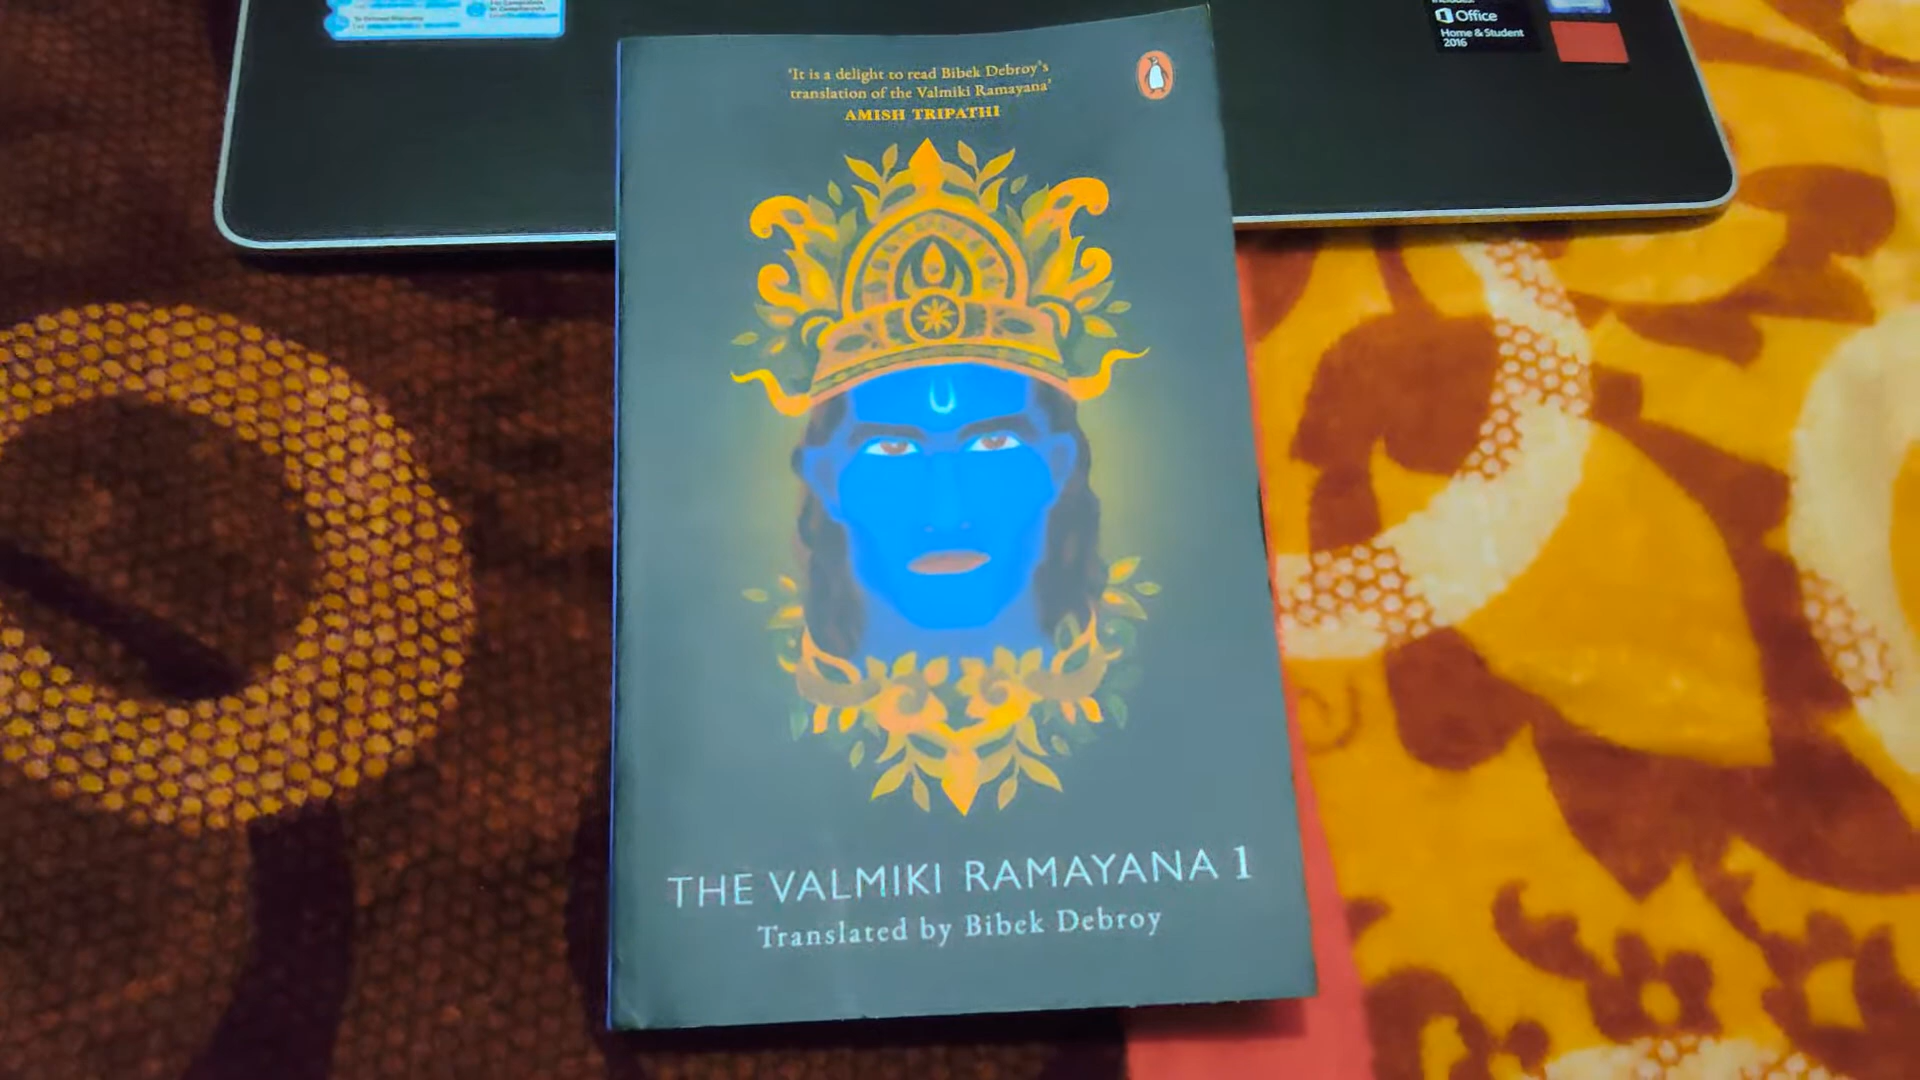 Office
Home & Student
2016
'It is a delight to read Bibek Debroy's
translation of the Valmiki Ramayana'
AMISH TRIPATHI
THE VALMIKI RAMAYANA 1
Translated by Bibek Debroy